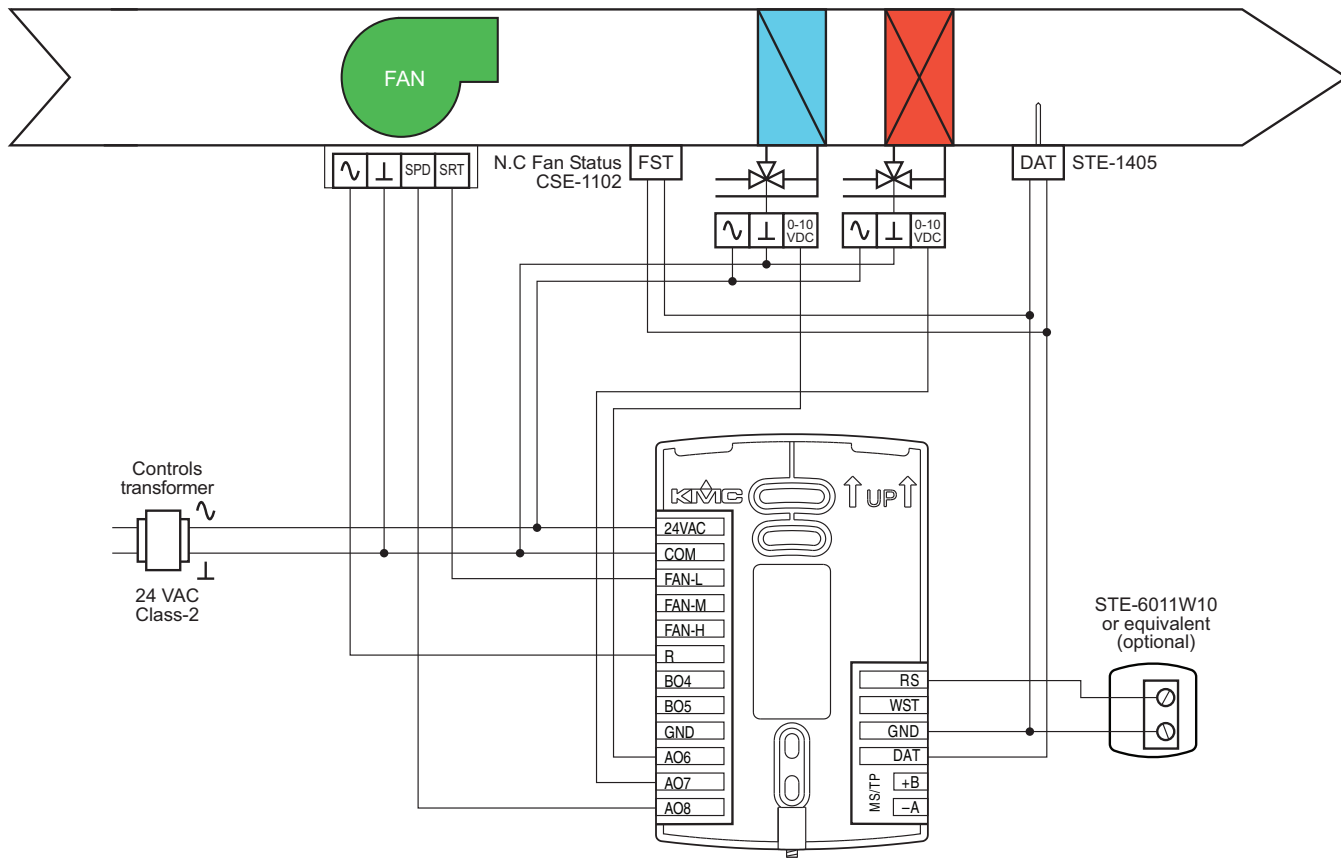 FAN
SPD
SRT
N.C Fan Status
CSE-1102
FST
DAT
STE-1405
0-10
VDC
0-10
VDC
Controls
transformer
24 VAC
Class-2
KMC
UP
24VAC
COM
FAN-L
FAN-M
FAN-H
R
BO4
BO5
GND
AO6
AO7
AO8
RS
WST
GND
DAT
MS/TP
+B
–A
STE-6011W10
or equivalent
(optional)